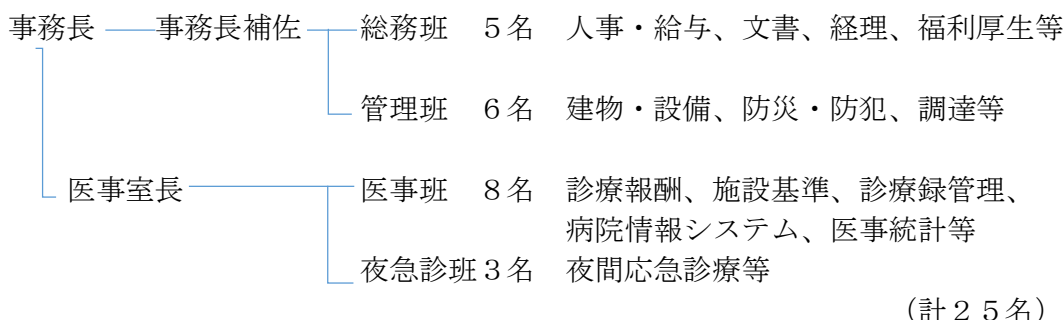 事務長 事務長補佐 総務班 ５名 人事・給与、文書、経理、福利厚生等
管理班 ６名 建物・設備、防災・防犯、調達等
医事室長 医事班 ８名 診療報酬、施設基準、診療録管理、
病院情報システム、医事統計等
夜急診班３名 夜間応急診療等
（計２５名）